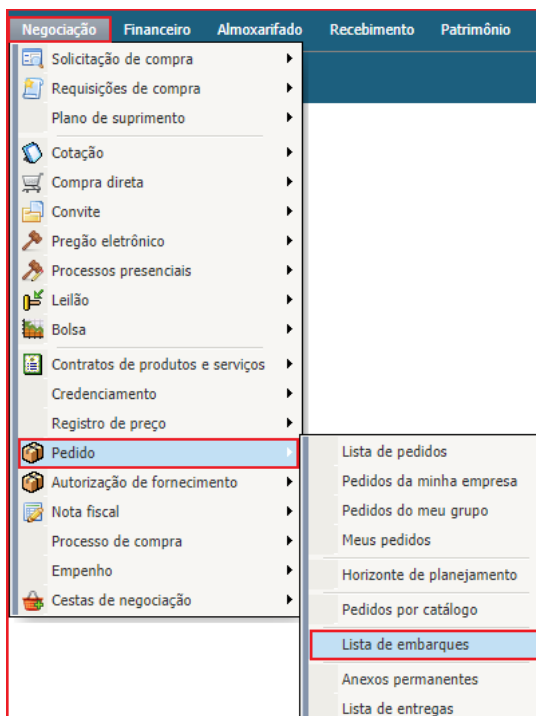 Negociação Financeiro Almoxarifado Recebimento Patrimônio
Solicitação de compra
Requisições de compra
Plano de suprimento
Cotação
Compra direta
Convite
Pregão eletrônico
Processos presenciais
Leilão
Bolsa
Contratos de produtos e serviços
Credenciamento
Registro de preço
Pedido
Autorização de fornecimento
Nota fiscal
Processo de compra
Empenho
Cestas de negociação
Lista de pedidos
Pedidos da minha empresa
Pedidos do meu grupo
Meus pedidos
Horizonte de planejamento
Pedidos por catálogo
Lista de embarques
Anexos permanentes
Lista de entregas